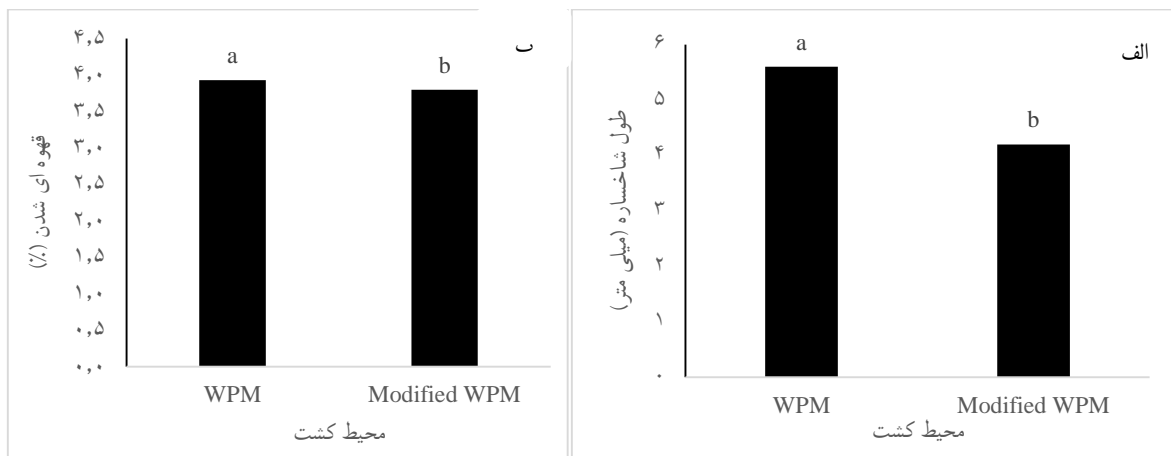 الف
طول شاخساره (میلی متر)
۶
۵
۴
۳
۲
۱
۰
a
b
WPM
Modified WPM
محیط کشت
ب
قهوه ای شدن (٪)
۴,۵
۴,۰
۳,۵
۳,۰
۲,۵
۲,۰
۱,۵
۱,۰
۰,۵
۰,۰
a
b
WPM
Modified WPM
محیط کشت